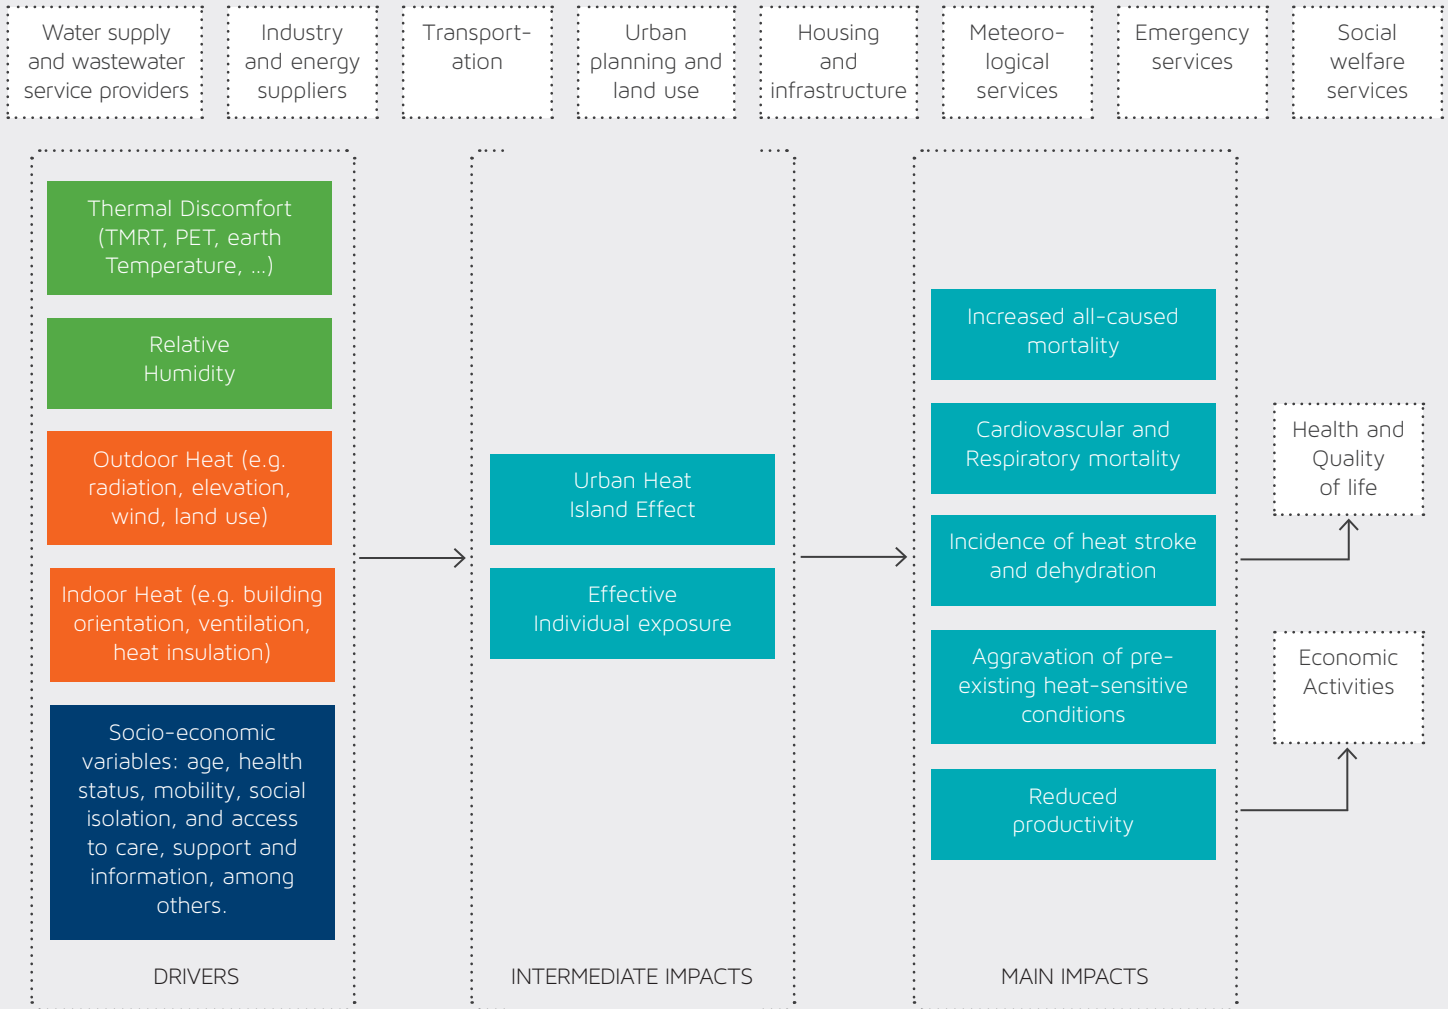 Water supply
and wastewater
service providers
Industry
and energy
suppliers
Transport-
ation
Urban
planning and
land use
Housing
and
infrastructure
Meteoro-
logical
services
Emergency
services
Social
welfare
services
Thermal Discomfort
(TMRT, PET, earth
Temperature, ...)
Relative
Humidity
Outdoor Heat (e.g.
radiation, elevation,
wind, land use)
Indoor Heat (e.g. building
orientation, ventilation,
heat insulation)
Socio-economic
variables: age, health
status, mobility, social
isolation, and access
to care, support and
information, among
others.
DRIVERS
Urban Heat
Island Effect
Effective
Individual exposure
INTERMEDIATE IMPACTS
Increased all-caused
mortality
Cardiovascular and
Respiratory mortality
Incidence of heat stroke
and dehydration
Aggravation of pre-
existing heat-sensitive
conditions
Reduced
productivity
MAIN IMPACTS
Health and
Quality
of life
Economic
Activities